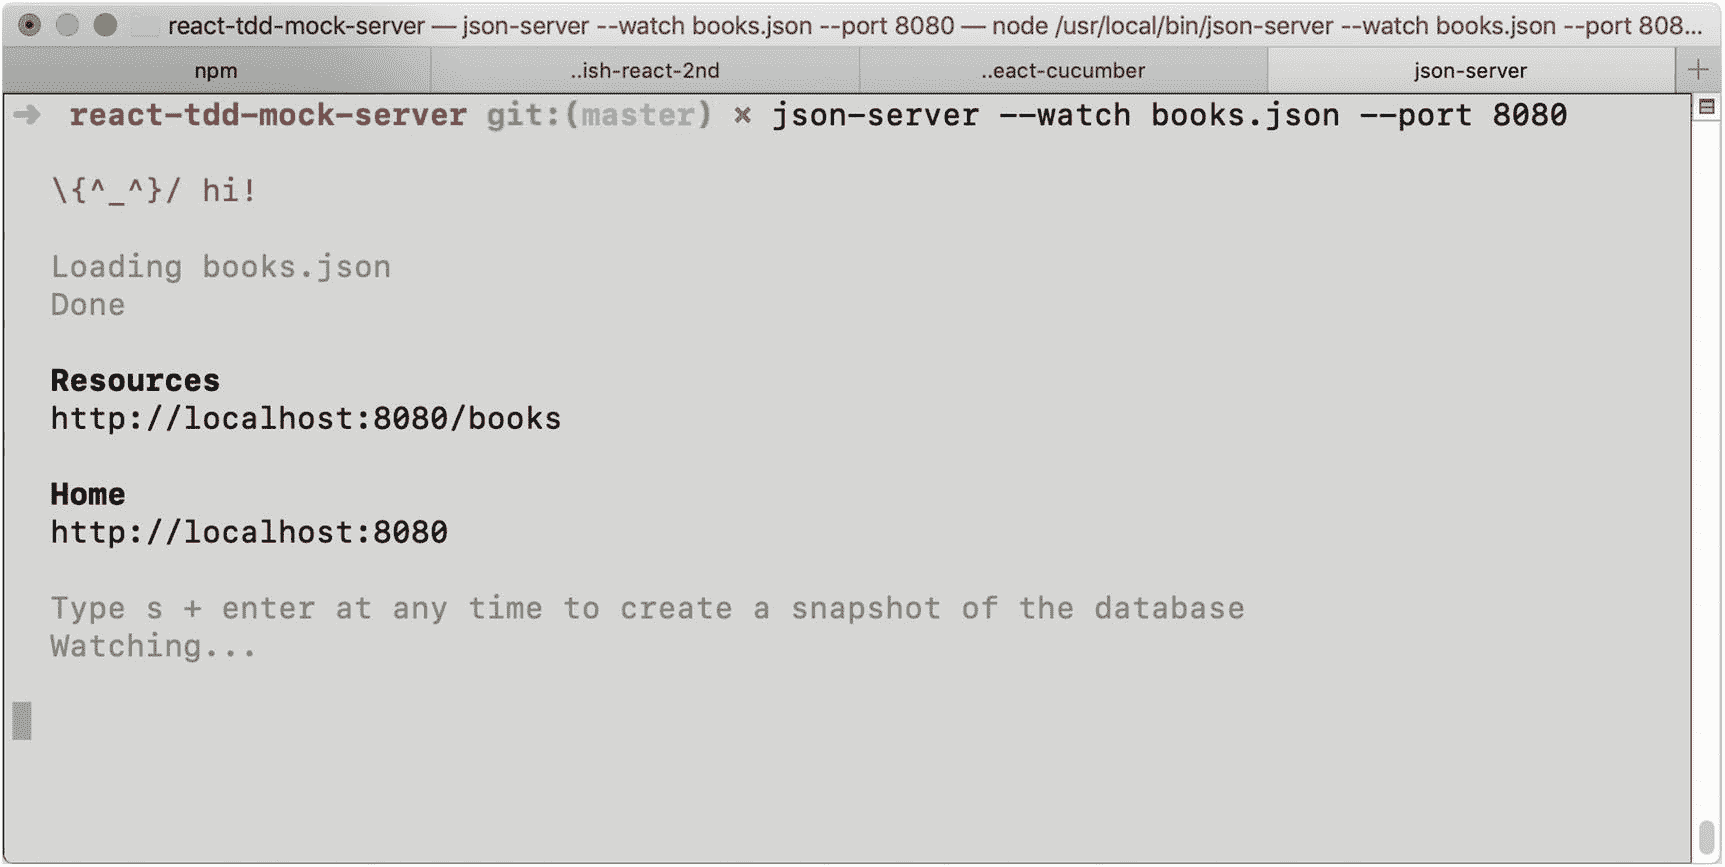 react-tdd-mock-server — json-server --watch books.json --port 8080 — node /usr/local/bin/json-server --watch books.json --port 808...
npm ..ish-react-2nd ..eact-cucumber json-server +
➜ react-tdd-mock-server git:(master) ✗ json-server --watch books.json --port 8080
\{^_^}/ hi!
Loading books.json
Done
Resources
http://localhost:8080/books
Home
http://localhost:8080
Type s + enter at any time to create a snapshot of the database
Watching...